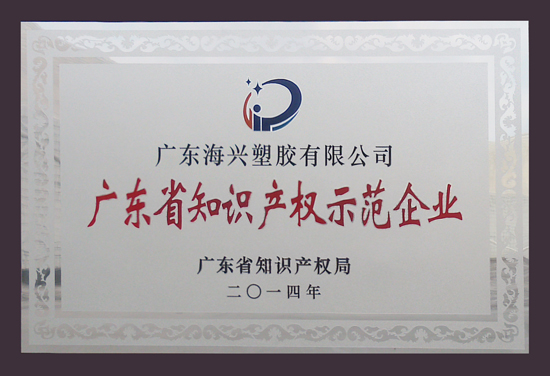 广东海兴塑胶有限公司
广东省知识产权示范企业
广东省知识产权局
二〇一四年